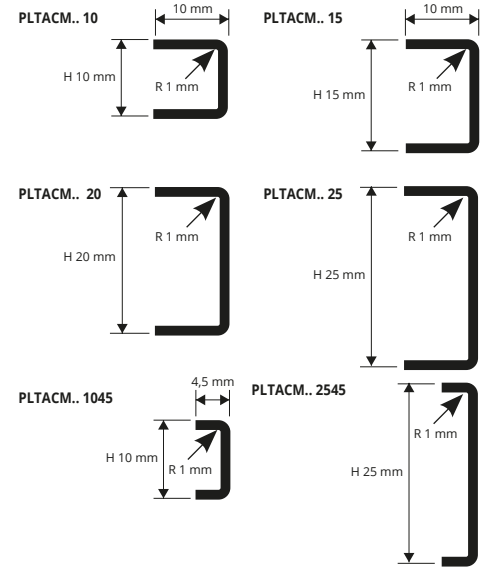 PLTACM.. 10
10 mm
H 10 mm
R 1 mm
PLTACM.. 15
10 mm
H 15 mm
R 1 mm
PLTACM.. 20
H 20 mm
R 1 mm
PLTACM.. 25
H 25 mm
R 1 mm
PLTACM.. 1045
4,5 mm
H 10 mm
R 1 mm
PLTACM.. 2545
H 25 mm
R 1 mm